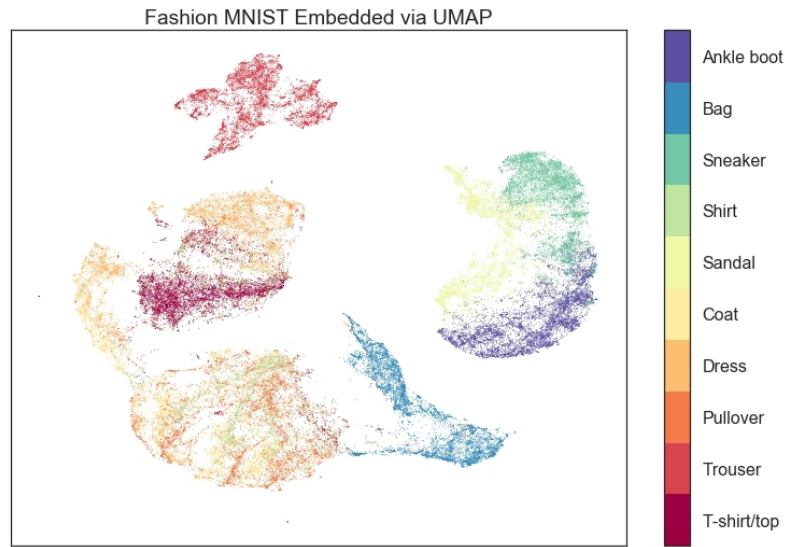 Fashion MNIST Embedded via UMAP
Ankle boot
Bag
Sneaker
Shirt
Sandal
Coat
Dress
Pullover
Trouser
T-shirt/top